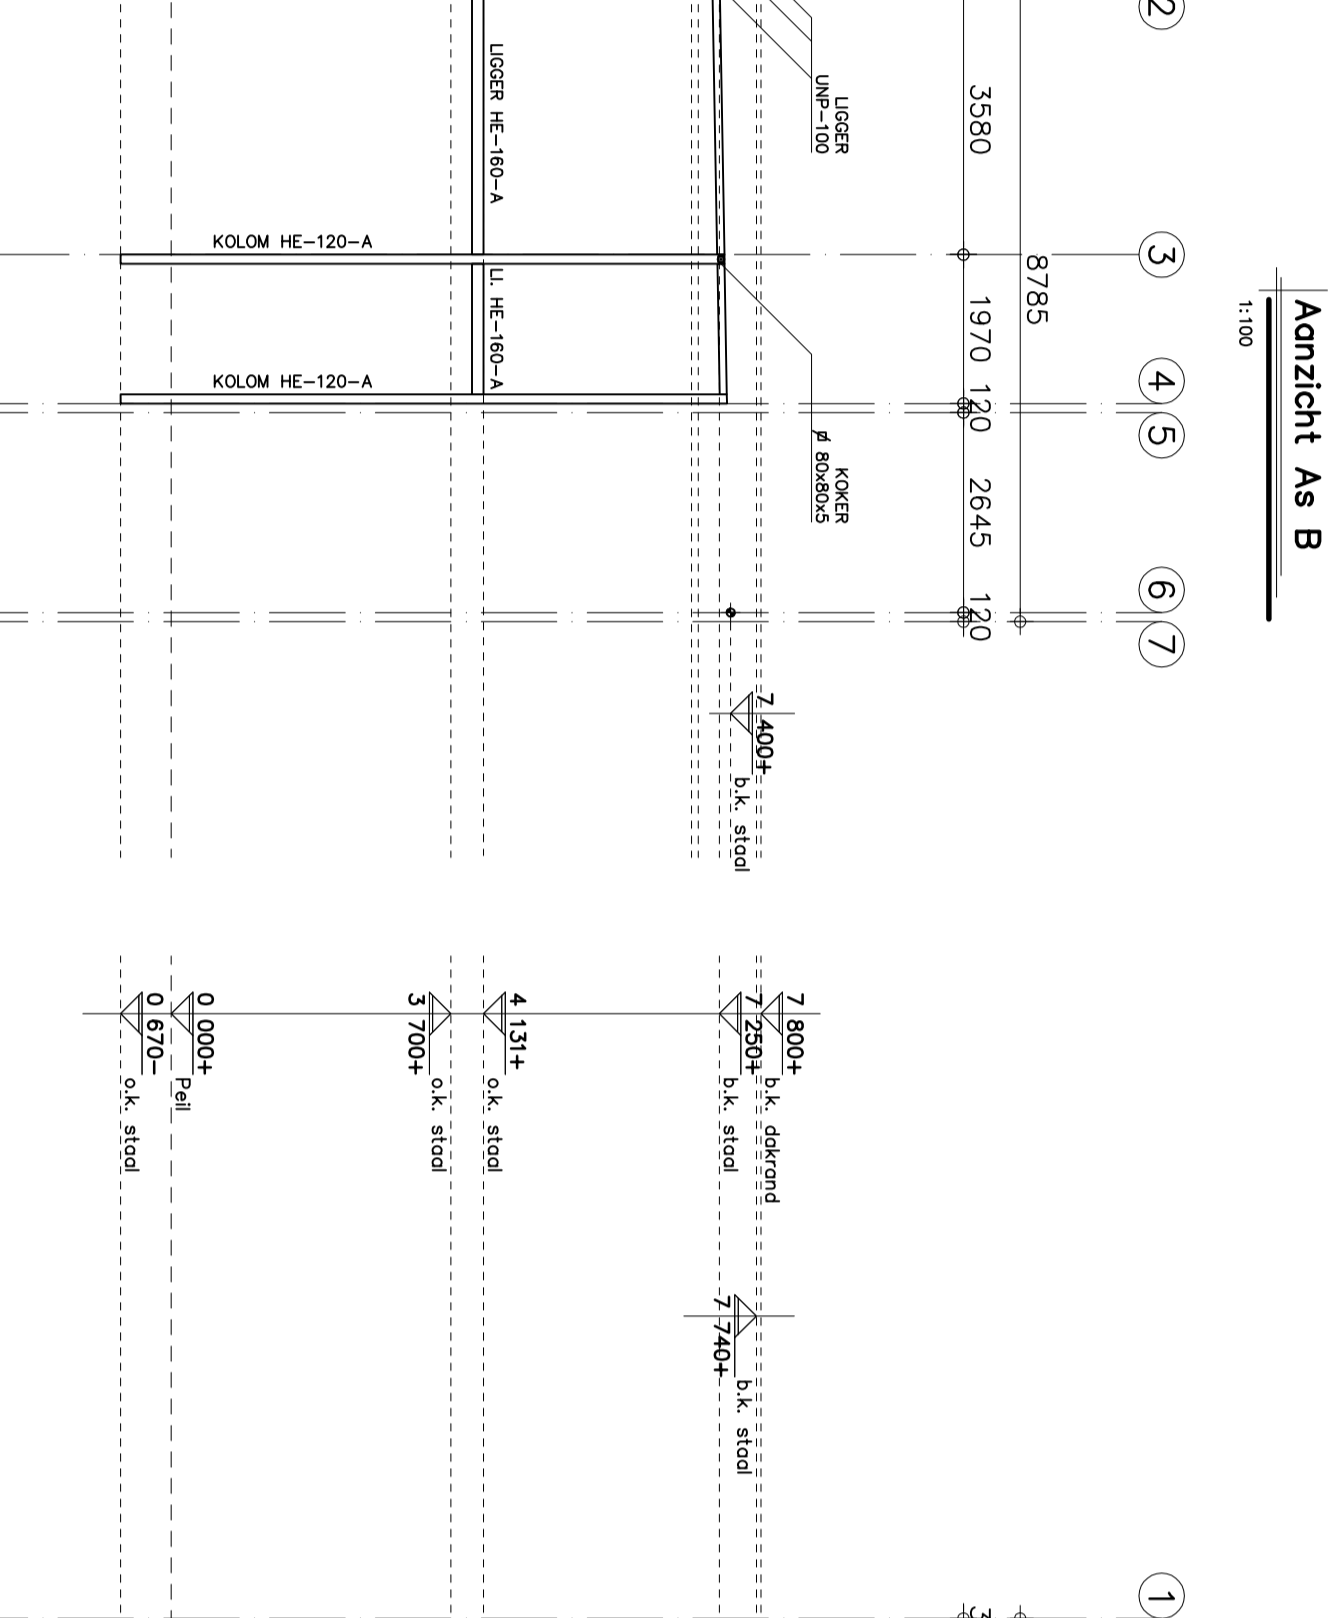 Aanzicht As B
1:100
2
3
4
5
6
7
1
8785
3580
1970
120
2645
120
LIGGER
UNP-100
KOKER
80x80x5
LIGGER HE-160-A
LI. HE-160-A
KOLOM HE-120-A
KOLOM HE-120-A
7 400+
b.k. staal
7 800+
b.k. dakrand
7 250+
b.k. staal
7 740+
b.k. staal
4 131+
o.k. staal
3 700+
o.k. staal
0 000+
Peil
0 670-
o.k. staal